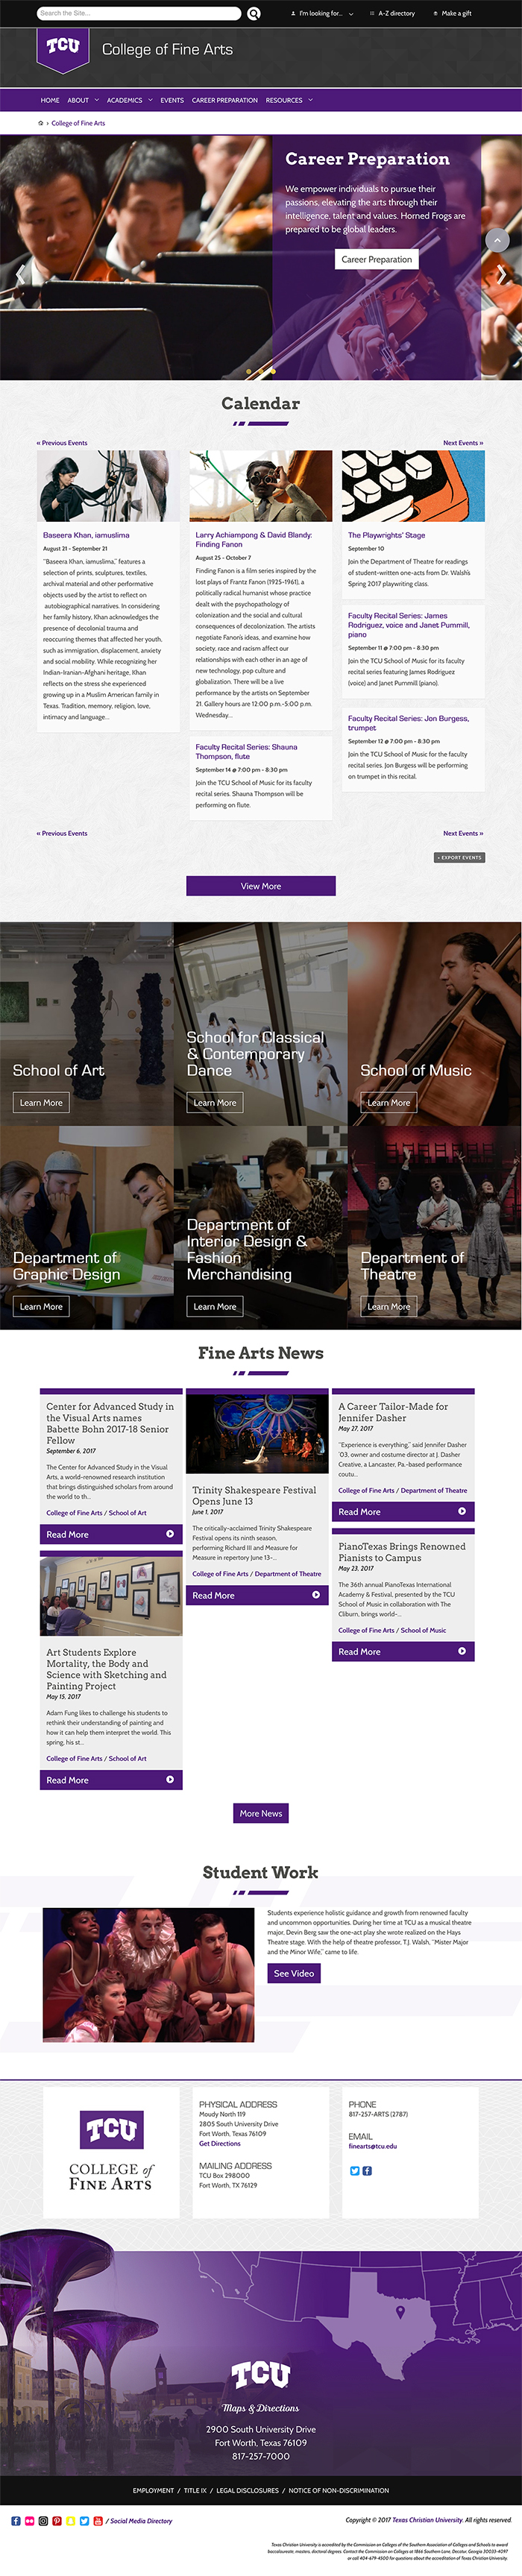 Search the Site...
I'm looking for...
A-Z directory
Make a gift
TCU
College of Fine Arts
HOME ABOUT ACADEMICS EVENTS CAREER PREPARATION RESOURCES
› College of Fine Arts
Career Preparation
We empower individuals to pursue their
passions, elevating the arts through their
intelligence, talent and values. Horned Frogs are
prepared to be global leaders.
Career Preparation
Calendar
« Previous Events
Next Events »
Baseera Khan, iamuslima
August 21 - September 21
"Baseera Khan, iamuslima," features a
selection of prints, sculptures, textiles,
archival material and other performative
objects used by the artist to reflect on
autobiographical narratives. In considering
her family history, Khan acknowledges the
presence of decolonial trauma and
reoccurring themes that affected her youth,
such as immigration, displacement, anxiety
and social mobility. While recognizing her
Indian-Iranian-Afghani heritage, Khan
reflects on the stress she experienced
growing up in a Muslim American family in
Texas. Tradition, memory, religion, love,
intimacy and language...
Larry Achiampong & David Blandy:
Finding Fanon
August 25 - October 7
Finding Fanon is a film series inspired by the
lost plays of Frantz Fanon (1925-1961), a
politically radical humanist whose practice
dealt with the psychopathology of
colonization and the social and cultural
consequences of decolonization. The artists
negotiate Fanon's ideas, and examine how
society, race and racism affect our
relationships with each other in an age of
new technology, pop culture and
globalization. There will be a live
performance by the artists on September
21. Gallery hours are 12:00 p.m.-5:00 p.m.
Wednesday...
Faculty Recital Series: Shauna
Thompson, flute
September 14 @ 7:00 pm - 8:30 pm
Join the TCU School of Music for its faculty
recital series. Shauna Thompson will be
performing on flute.
The Playwrights' Stage
September 10
Join the Department of Theatre for readings
of student-written one-acts from Dr. Walsh's
Spring 2017 playwriting class.
Faculty Recital Series: James
Rodriguez, voice and Janet Pummill,
piano
September 11 @ 7:00 pm - 8:30 pm
Join the TCU School of Music for its faculty
recital series featuring James Rodriguez
(voice) and Janet Pummill (piano).
Faculty Recital Series: Jon Burgess,
trumpet
September 12 @ 7:00 pm - 8:30 pm
Join the TCU School of Music for the faculty
recital series. Jon Burgess will be performing
on trumpet in this recital.
« Previous Events
Next Events »
+ EXPORT EVENTS
View More
School of Art
Learn More
School for Classical
& Contemporary
Dance
Learn More
School of Music
Learn More
Department of
Graphic Design
Learn More
Department of
Interior Design &
Fashion
Merchandising
Learn More
Department of
Theatre
Learn More
Fine Arts News
Center for Advanced Study in
the Visual Arts names
Babette Bohn 2017-18 Senior
Fellow
September 6, 2017
The Center for Advanced Study in the Visual
Arts, a world-renowned research institution
that brings distinguished scholars from around
the world to th...
College of Fine Arts / School of Art
Read More
Trinity Shakespeare Festival
Opens June 13
June 1, 2017
The critically-acclaimed Trinity Shakespeare
Festival opens its ninth season,
performing Richard III and Measure for
Measure in repertory June 13-...
College of Fine Arts / Department of Theatre
Read More
A Career Tailor-Made for
Jennifer Dasher
May 27, 2017
"Experience is everything," said Jennifer Dasher
'03, owner and costume director at J. Dasher
Creative, a Lancaster, Pa.-based performance
coutu...
College of Fine Arts / Department of Theatre
Read More
PianoTexas Brings Renowned
Pianists to Campus
May 23, 2017
The 36th annual PianoTexas International
Academy & Festival, presented by the TCU
School of Music in collaboration with The
Cliburn, brings world-...
College of Fine Arts / School of Music
Read More
Art Students Explore
Mortality, the Body and
Science with Sketching and
Painting Project
May 15, 2017
Adam Fung likes to challenge his students to
rethink their understanding of painting and
how it can help them interpret the world. This
spring, his st...
College of Fine Arts / School of Art
Read More
More News
Student Work
Students experience holistic guidance and growth from renowned faculty
and uncommon opportunities. During her time at TCU as a musical theatre
major, Devin Berg saw the one-act play she wrote realized on the Hays
Theatre stage. With the help of theatre professor, T.J. Walsh, "Mister Major
and the Minor Wife," came to life.
See Video
TCU
COLLEGE of
FINE ARTS
PHYSICAL ADDRESS
Moudy North 119
2805 South University Drive
Fort Worth, Texas 76109
Get Directions
MAILING ADDRESS
TCU Box 298000
Fort Worth, TX 76129
PHONE
817-257-ARTS (2787)
EMAIL
finearts@tcu.edu
TCU
Maps & Directions
2900 South University Drive
Fort Worth, Texas 76109
817-257-7000
EMPLOYMENT / TITLE IX / LEGAL DISCLOSURES / NOTICE OF NON-DISCRIMINATION
/ Social Media Directory
Copyright © 2017 Texas Christian University. All rights reserved.
Texas Christian University is accredited by the Commission on Colleges of the Southern Association of Colleges and Schools to award
baccalaureate, masters, doctoral degrees. Contact the Commission on Colleges at 1866 Southern Lane, Decatur, Georgia 30033-4097
or call 404-679-4500 for questions about the accreditation of Texas Christian University.